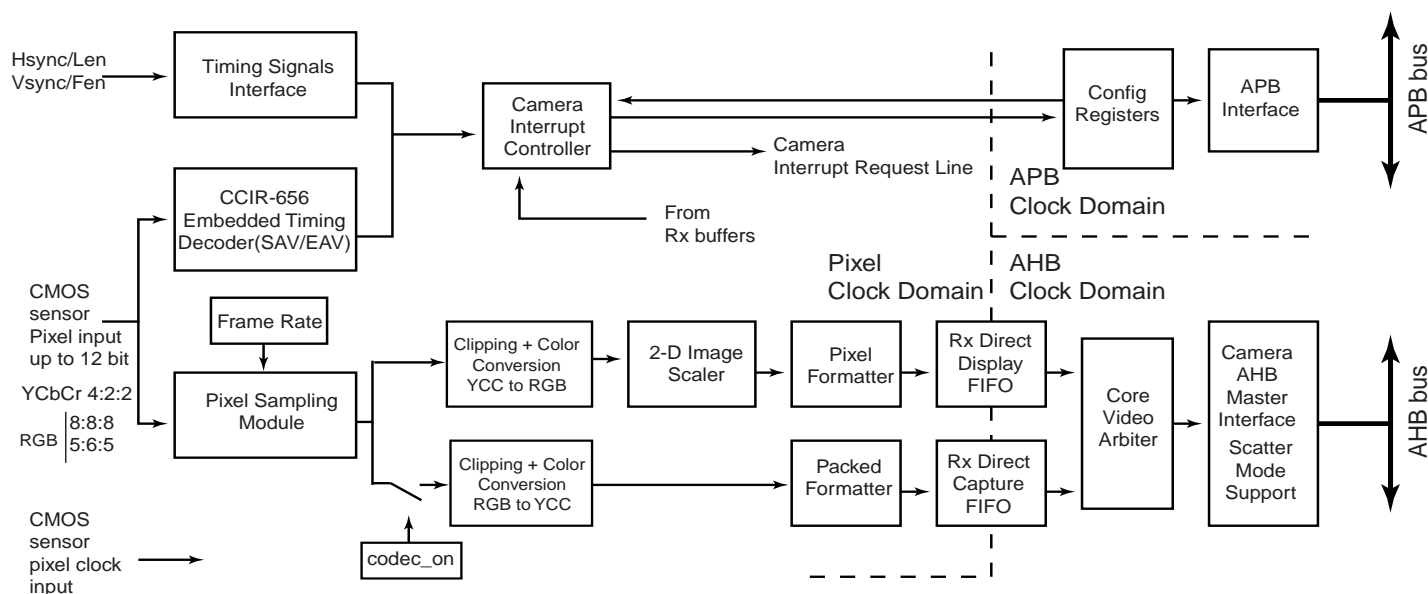 Hsync/Len
Vsync/Fen
Timing Signals
Interface
Camera
Interrupt
Controller
Config
Registers
APB
Interface
APB bus
Camera
Interrupt Request Line
APB
Clock Domain
CCIR-656
Embedded Timing
Decoder(SAV/EAV)
From
Rx buffers
Pixel
Clock Domain
AHB
Clock Domain
CMOS
sensor
Pixel input
up to 12 bit
YCbCr 4:2:2
RGB
8:8:8
5:6:5
Frame Rate
Pixel Sampling
Module
Clipping + Color
Conversion
YCC to RGB
2-D Image
Scaler
Pixel
Formatter
Rx Direct
Display
FIFO
Core
Video
Arbiter
Camera
AHB
Master
Interface
Scatter
Mode
Support
AHB bus
Clipping + Color
Conversion
RGB to YCC
Packed
Formatter
Rx Direct
Capture
FIFO
codec_on
CMOS
sensor
pixel clock
input